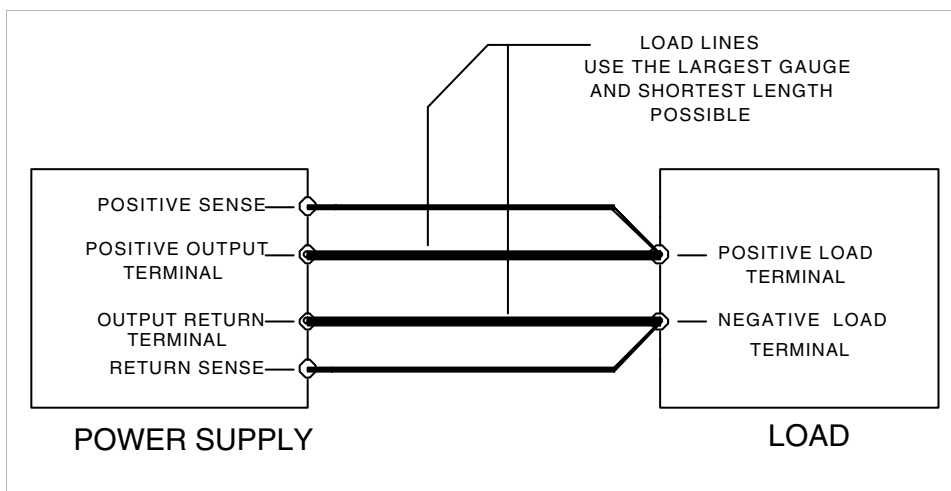 LOAD LINES
USE THE LARGEST GAUGE
AND SHORTEST LENGTH
POSSIBLE
POSITIVE SENSE
POSITIVE OUTPUT
TERMINAL
OUTPUT RETURN
TERMINAL
RETURN SENSE
POSITIVE LOAD
TERMINAL
NEGATIVE LOAD
TERMINAL
POWER SUPPLY
LOAD